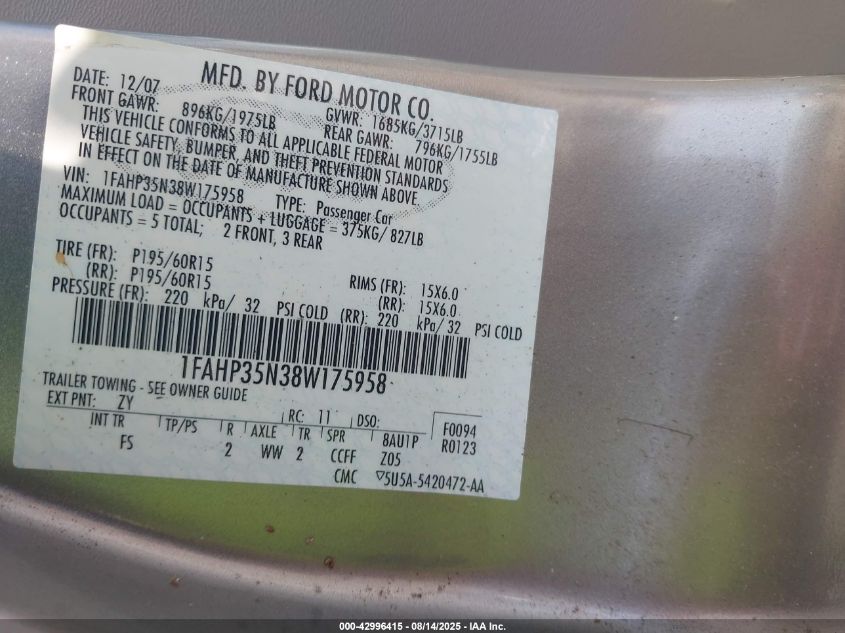 MFD. BY FORD MOTOR CO.
DATE: 12/07 GVWR: 1685KG/3715LB
FRONT GAWR: 896KG/1975LB REAR GAWR: 796KG/1755LB
THIS VEHICLE CONFORMS TO ALL APPLICABLE FEDERAL MOTOR
VEHICLE SAFETY, BUMPER, AND THEFT PREVENTION STANDARDS
IN EFFECT ON THE DATE OF MANUFACTURE SHOWN ABOVE.
VIN: 1FAHP35N38W175958 TYPE: Passenger Car
MAXIMUM LOAD = OCCUPANTS + LUGGAGE = 375KG/ 827LB
OCCUPANTS = 5 TOTAL; 2 FRONT, 3 REAR
TIRE (FR): P195/60R15 RIMS (FR): 15X6.0
(RR): P195/60R15 (RR): 15X6.0
PRESSURE (FR): 220 kPa/ 32 PSI COLD (RR): 220 kPa/ 32 PSI COLD
1FAHP35N38W175958
TRAILER TOWING - SEE OWNER GUIDE
EXT PNT: ZY RC: 11 DSO: F0094
INT TR TP/PS R AXLE TR SPR 8AU1P R0123
FS 2 WW 2 CCFF Z05
CMC ▽5U5A-5420472-AA
000-42996415 - 08/14/2025 - IAA Inc.